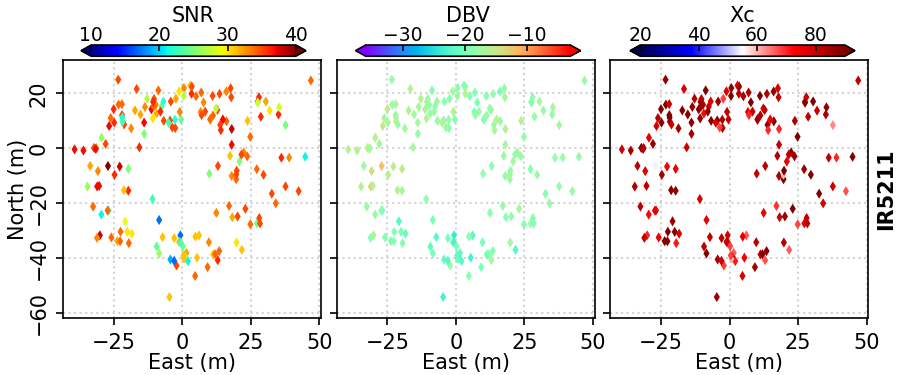 SNR DBV Xc
10 20 30 40 −30 −20 −10 20 40 60 80
20
0
−20
−40
−60
North (m)
IR5211
−25 0 25 50 −25 0 25 50 −25 0 25 50
East (m) East (m) East (m)